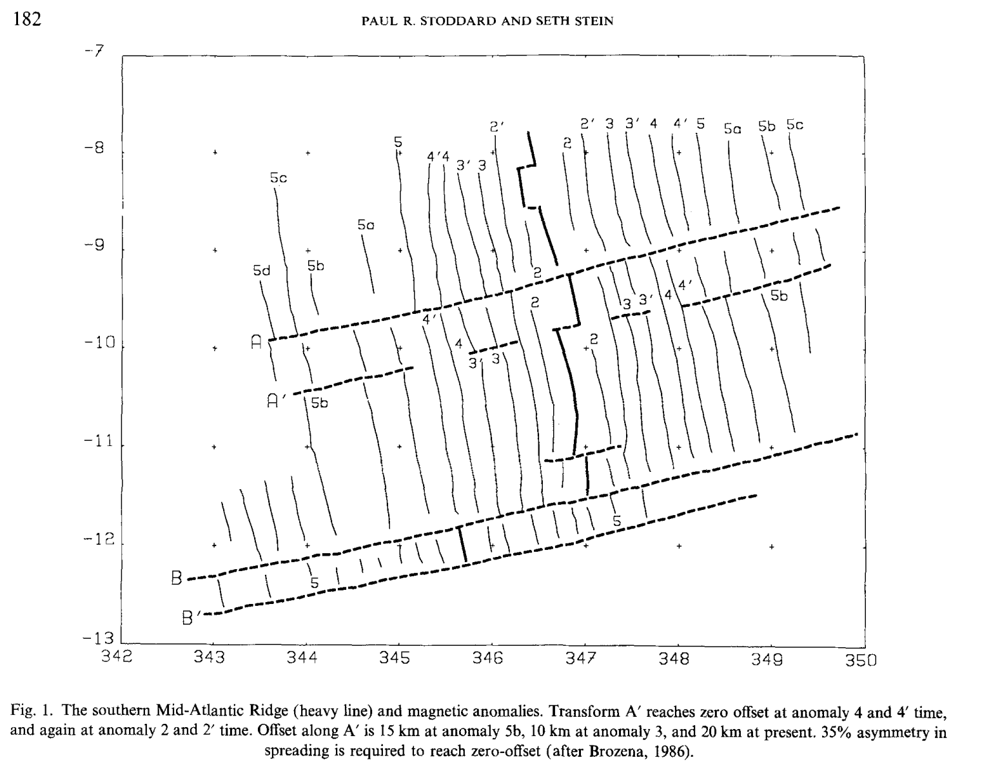 182
PAUL R. STODDARD AND SETH STEIN
-7
2' 2' 3 3' 4 4' 5 5a 5b 5c
-8 5 2
4' 4 3' 3
5c
5a
-9
5d 5b
2
4'
4
5b
2 3 3'
4'
A
-10
4 2
3' 3
A' 5b
-11
5
-12
B 5
B'
-13
342 343 344 345 346 347 348 349 350
Fig. 1. The southern Mid-Atlantic Ridge (heavy line) and magnetic anomalies. Transform A′ reaches zero offset at anomaly 4 and 4′ time,
and again at anomaly 2 and 2′ time. Offset along A′ is 15 km at anomaly 5b, 10 km at anomaly 3, and 20 km at present. 35% asymmetry in
spreading is required to reach zero-offset (after Brozena, 1986).